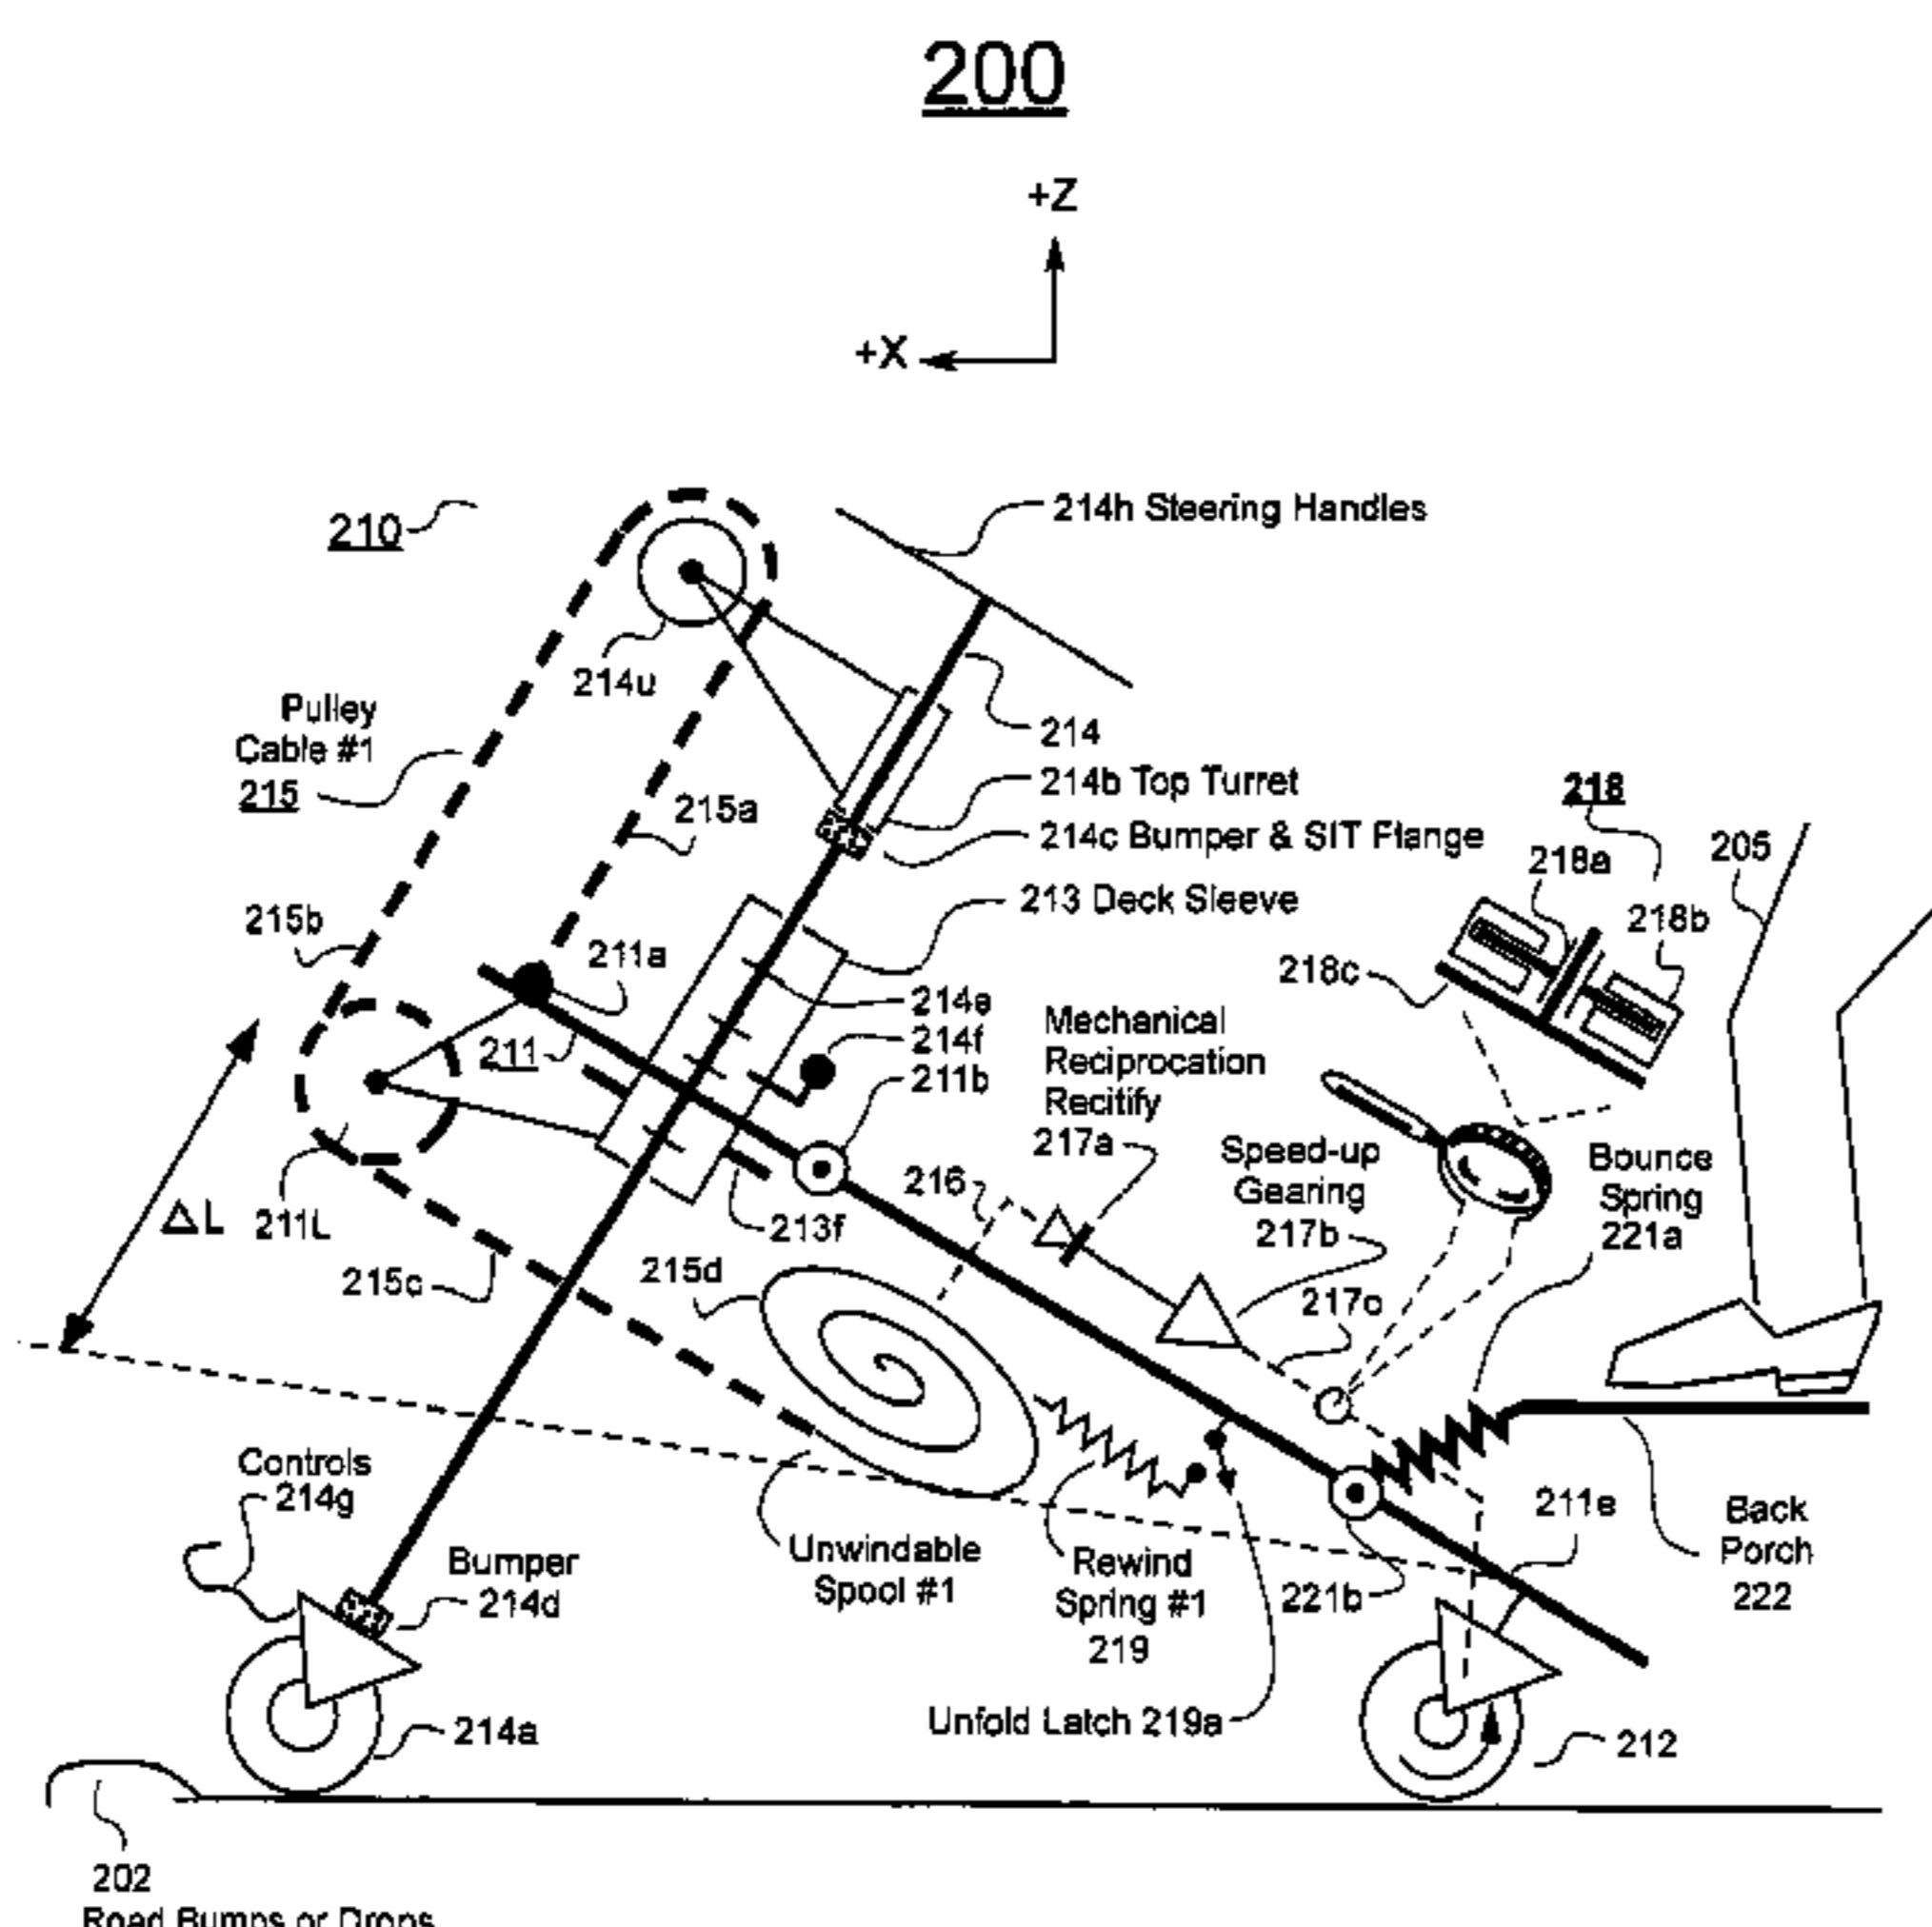 200
+Z
+X
210
214h Steering Handles
214u
Pulley
Cable #1
215
214
214b Top Turret
215a
214c Bumper & SIT Flange
218
218a
205
218b
213 Deck Sleeve
215b
211a
218c
214e
214f
211
211b
Mechanical
Reciprocation
Recitify
217a
Speed-up
Gearing
217b
Bounce
Spring
221a
216
ΔL
211L
213f
215c
215d
217o
Controls
214g
Bumper
214d
Unwindable
Spool #1
Rewind
Spring #1
219
221b
211e
Back
Porch
222
Unfold Latch 219a
214a
212
202
Road Bumps or Drops